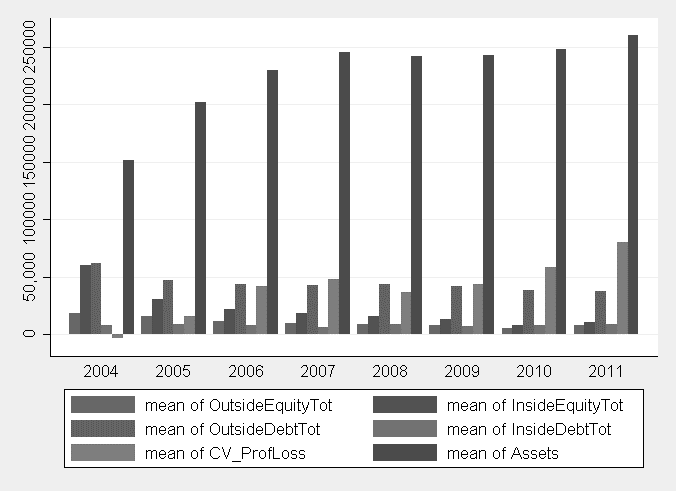 250000
200000
150000
100000
50,000
0
2004 2005 2006 2007 2008 2009 2010 2011
mean of OutsideEquityTot mean of InsideEquityTot
mean of OutsideDebtTot mean of InsideDebtTot
mean of CV_ProfLoss mean of Assets